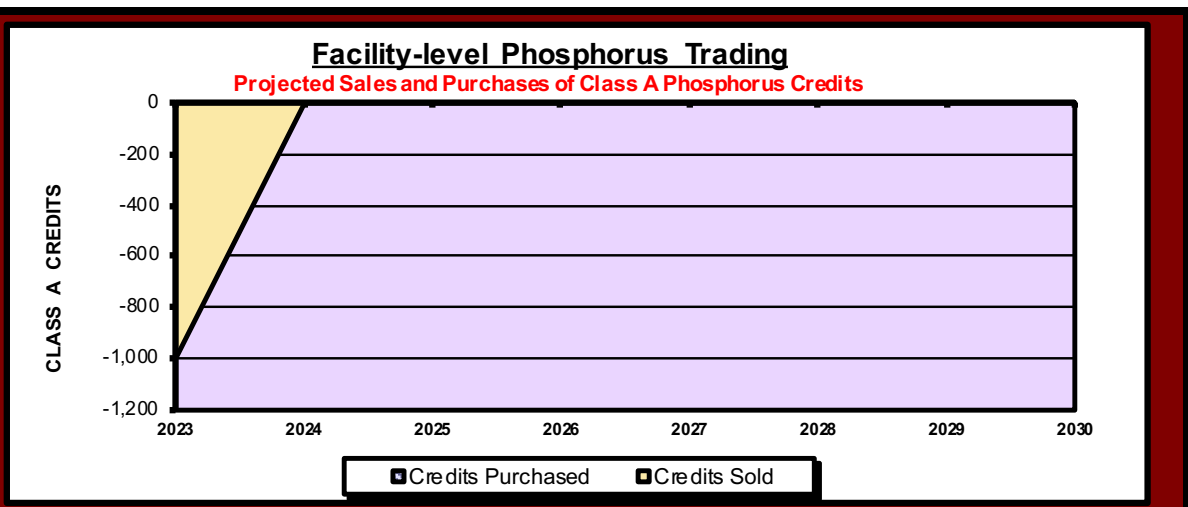 Facility-level Phosphorus Trading
Projected Sales and Purchases of Class A Phosphorus Credits
CLASS A CREDITS
0
-200
-400
-600
-800
-1,000
-1,200
2023 2024 2025 2026 2027 2028 2029 2030
Credits Purchased Credits Sold